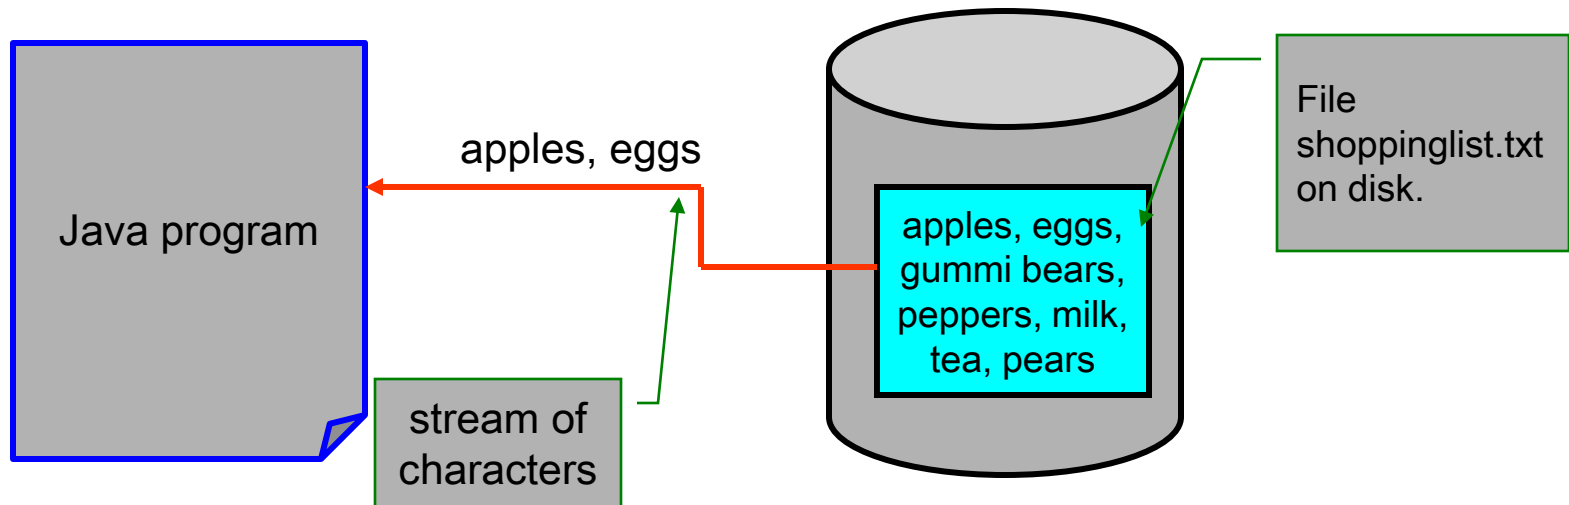 Java program
apples, eggs
stream of
characters
apples, eggs,
gummi bears,
peppers, milk,
tea, pears
File
shoppinglist.txt
on disk.